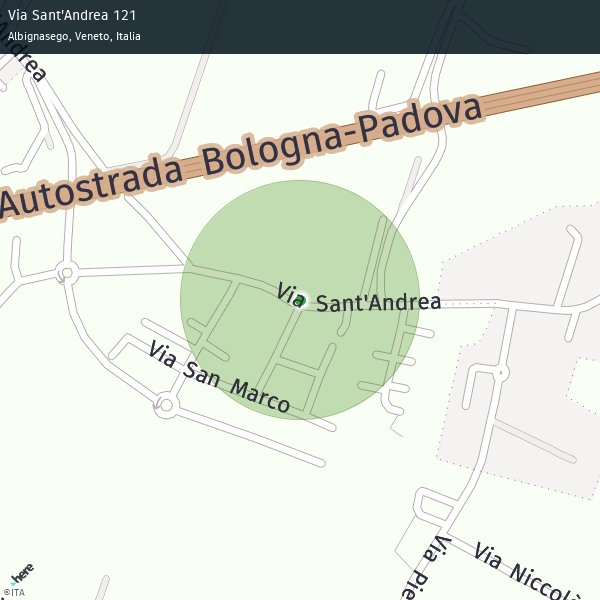 Via Sant'Andrea 121
Albignasego, Veneto, Italia
Andrea
Autostrada Bologna-Padova
Via Sant'Andrea
Via San Marco
Via Pie
Via Niccolò
here
©ITA